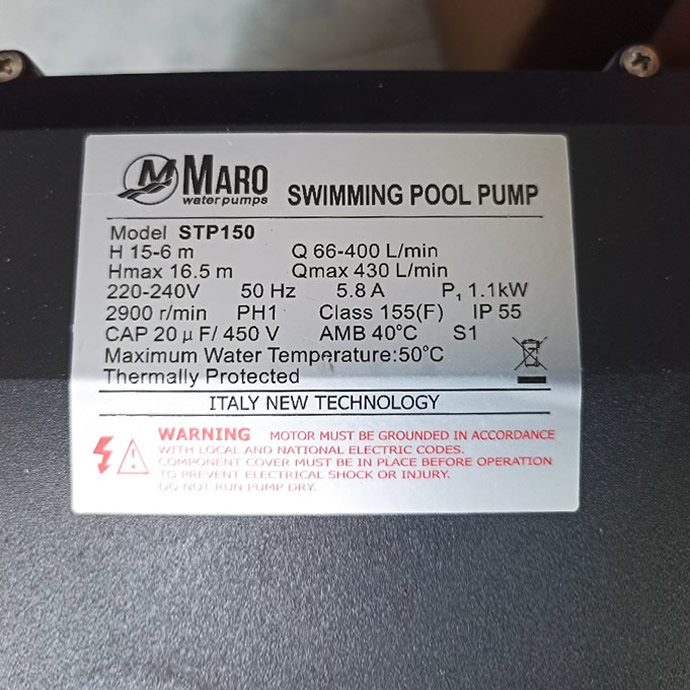 MARO
waterpumps
SWIMMING POOL PUMP
Model STP150
H 15-6 m Q 66-400 L/min
Hmax 16.5 m Qmax 430 L/min
220-240V 50 Hz 5.8 A P₁ 1.1kW
2900 r/min PH1 Class 155(F) IP 55
CAP 20 μF/ 450 V AMB 40°C S1
Maximum Water Temperature:50°C
Thermally Protected
ITALY NEW TECHNOLOGY
WARNING MOTOR MUST BE GROUNDED IN ACCORDANCE
WITH LOCAL AND NATIONAL ELECTRIC CODES.
COMPONENT COVER MUST BE IN PLACE BEFORE OPERATION
TO PREVENT ELECTRICAL SHOCK OR INJURY.
DO NOT RUN PUMP DRY.